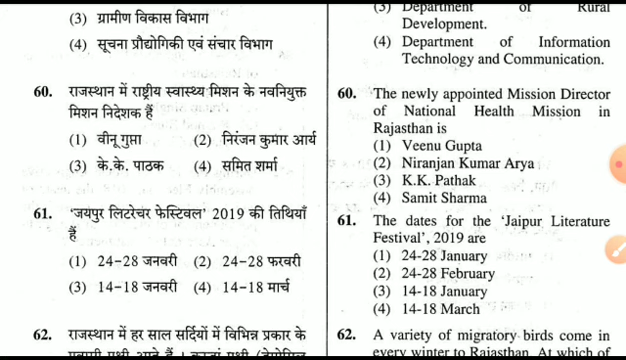 (3) ग्रामीण विकास विभाग
(4) सूचना प्रौद्योगिकी एवं संचार विभाग
60. राजस्थान में राष्ट्रीय स्वास्थ्य मिशन के नवनियुक्त
मिशन निदेशक हैं
(1) वीनू गुप्ता (2) निरंजन कुमार आर्य
(3) के.के. पाठक (4) समित शर्मा
61. ‘जयपुर लिटरेचर फेस्टिवल’ 2019 की तिथियाँ
हैं
(1) 24-28 जनवरी (2) 24-28 फरवरी
(3) 14-18 जनवरी (4) 14-18 मार्च
62. राजस्थान में हर साल सर्दियों में विभिन्न प्रकार के
(3) Department of Rural
Development.
(4) Department of Information
Technology and Communication.
60. The newly appointed Mission Director
of National Health Mission in
Rajasthan is
(1) Veenu Gupta
(2) Niranjan Kumar Arya
(3) K.K. Pathak
(4) Samit Sharma
61. The dates for the ‘Jaipur Literature
Festival’, 2019 are
(1) 24-28 January
(2) 24-28 February
(3) 14-18 January
(4) 14-18 March
62. A variety of migratory birds come in
every winter to Rajasthan. At which of